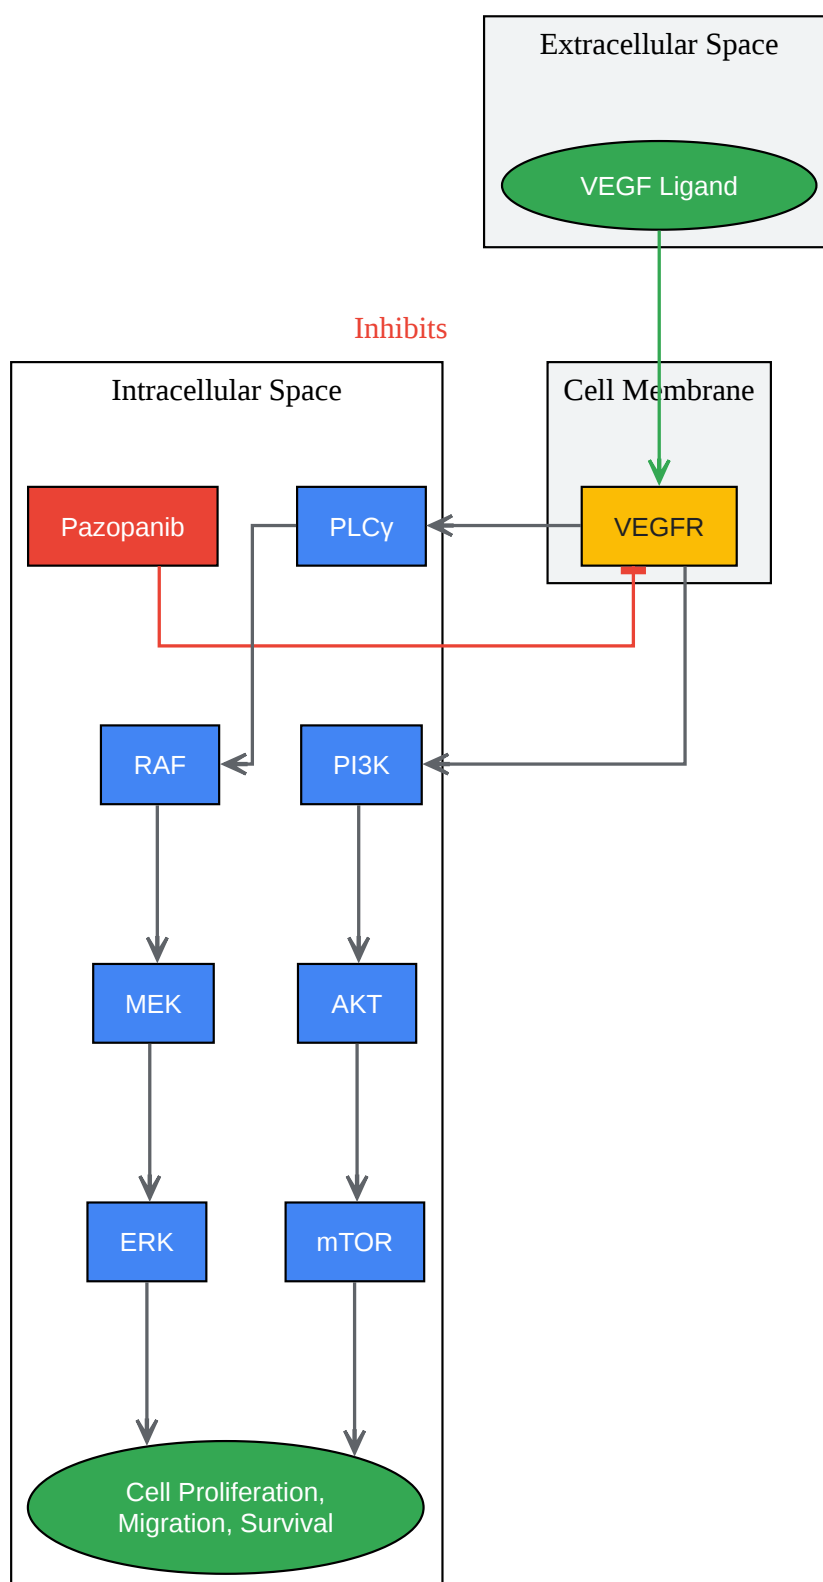 Extracellular Space
VEGF Ligand
Inhibits
Intracellular Space
Cell Membrane
Pazopanib
PLCγ
VEGFR
RAF
PI3K
MEK
AKT
ERK
mTOR
Cell Proliferation,
Migration, Survival